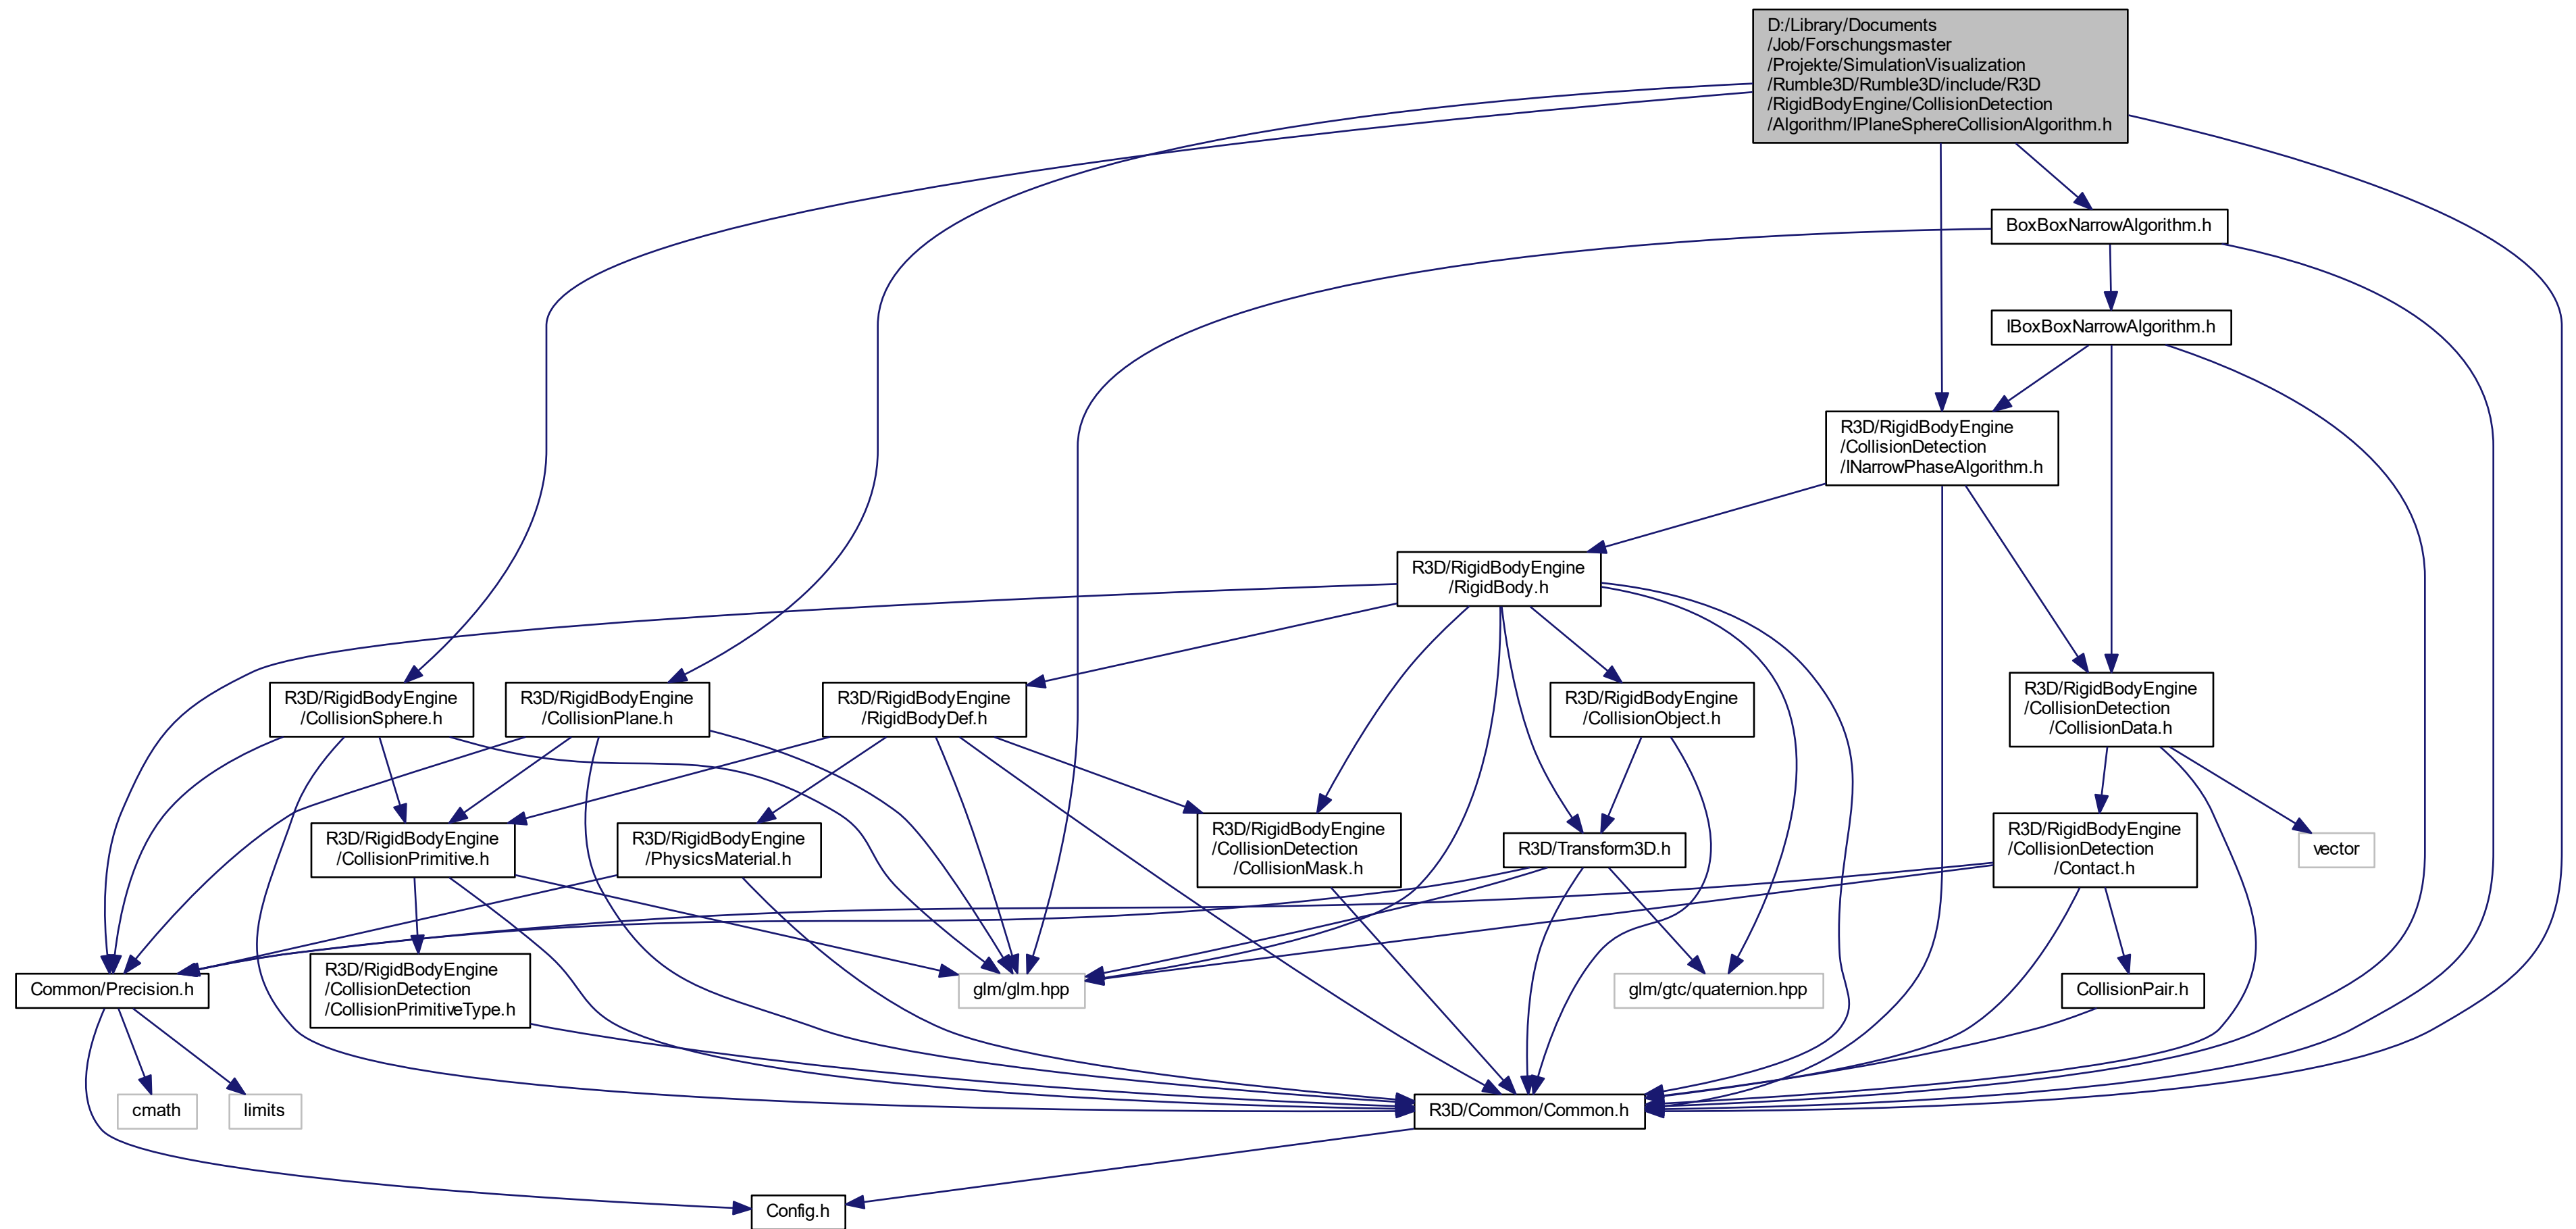 D:/Library/Documents
/Job/Forschungsmaster
/Projekte/SimulationVisualization
/Rumble3D/Rumble3D/include/R3D
/RigidBodyEngine/CollisionDetection
/Algorithm/IPlaneSphereCollisionAlgorithm.h
BoxBoxNarrowAlgorithm.h
IBoxBoxNarrowAlgorithm.h
R3D/RigidBodyEngine
/CollisionDetection
/INarrowPhaseAlgorithm.h
R3D/RigidBodyEngine
/RigidBody.h
R3D/RigidBodyEngine
/CollisionSphere.h
R3D/RigidBodyEngine
/CollisionPlane.h
R3D/RigidBodyEngine
/RigidBodyDef.h
R3D/RigidBodyEngine
/CollisionObject.h
R3D/RigidBodyEngine
/CollisionDetection
/CollisionData.h
R3D/RigidBodyEngine
/CollisionPrimitive.h
R3D/RigidBodyEngine
/PhysicsMaterial.h
R3D/RigidBodyEngine
/CollisionDetection
/CollisionMask.h
R3D/Transform3D.h
R3D/RigidBodyEngine
/CollisionDetection
/Contact.h
vector
Common/Precision.h
R3D/RigidBodyEngine
/CollisionDetection
/CollisionPrimitiveType.h
glm/glm.hpp
glm/gtc/quaternion.hpp
CollisionPair.h
cmath
limits
R3D/Common/Common.h
Config.h